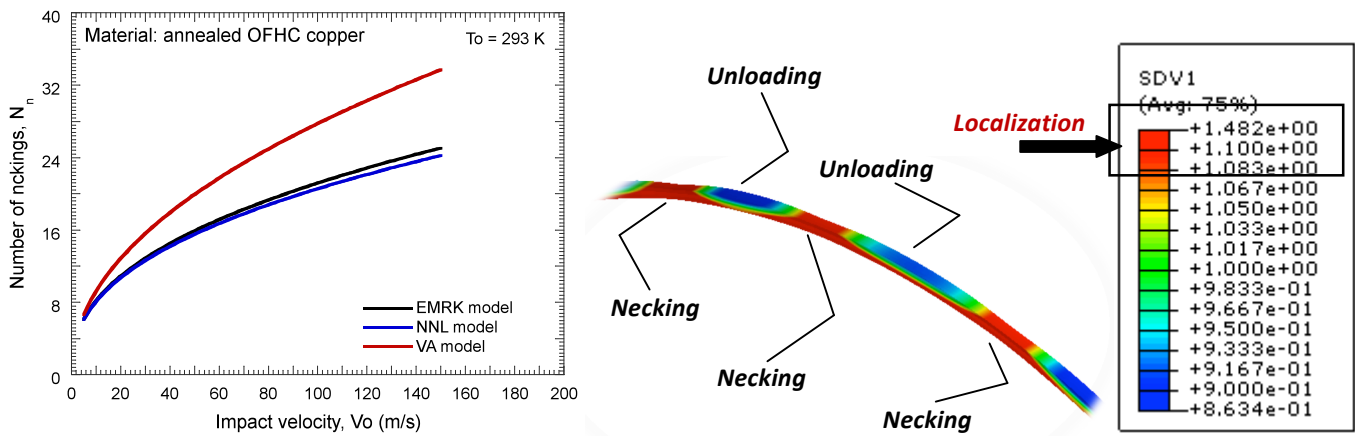 40
32
24
16
8
0
Number of nckings, N_n
Material: annealed OFHC copper
To = 293 K
EMRK model
NNL model
VA model
0 20 40 60 80 100 120 140 160 180 200
Impact velocity, Vo (m/s)
Unloading
Unloading
Necking
Necking
Necking
Localization
SDV1
(Avg: 75%)
+1.482e+00
+1.100e+00
+1.083e+00
+1.067e+00
+1.050e+00
+1.033e+00
+1.017e+00
+1.000e+00
+9.833e-01
+9.667e-01
+9.500e-01
+9.333e-01
+9.167e-01
+9.000e-01
+8.634e-01